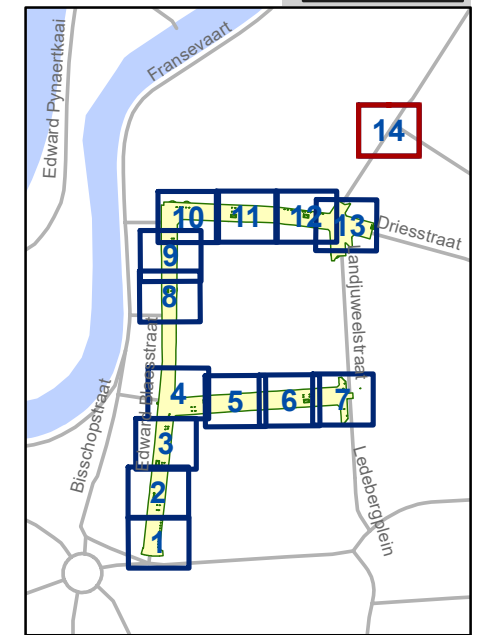 Edward Pynaertkaai
Fransevaart
14
10
11
12
13
Driesstraat
9
8
Landjuweelstraat
Edward Blaesstraat
4
5
6
7
Bisschopstraat
3
2
1
Ledebergplein